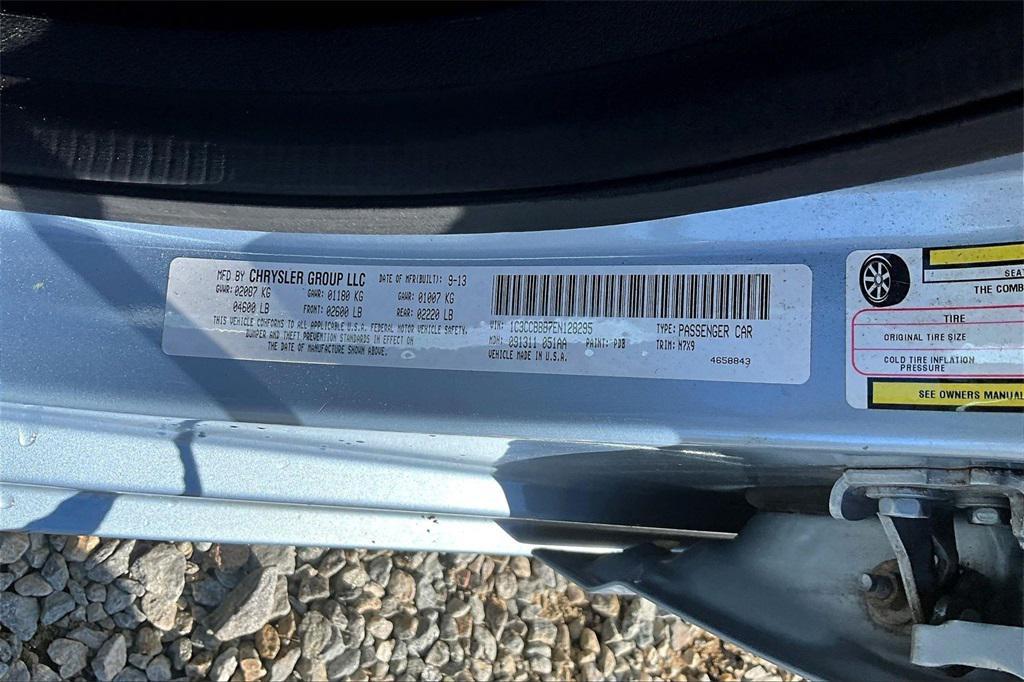 MFD BY CHRYSLER GROUP LLC DATE OF MFR(BUILT): 9-13
GVWR: 02087 KG GAWR: 01180 KG GAWR: 01007 KG
04600 LB FRONT: 02600 LB REAR: 02220 LB
THIS VEHICLE CONFORMS TO ALL APPLICABLE U.S.A. FEDERAL MOTOR VEHICLE SAFETY,
BUMPER AND THEFT PREVENTION STANDARDS IN EFFECT ON
THE DATE OF MANUFACTURE SHOWN ABOVE.
VIN: 1C3CCBBB7EN128295 TYPE: PASSENGER CAR
MDH: 091311 051AA PAINT: PDB TRIM: N7X9
VEHICLE MADE IN U.S.A. 4658843
SEAT
THE COMB
TIRE
ORIGINAL TIRE SIZE
COLD TIRE INFLATION
PRESSURE
SEE OWNERS MANUAL